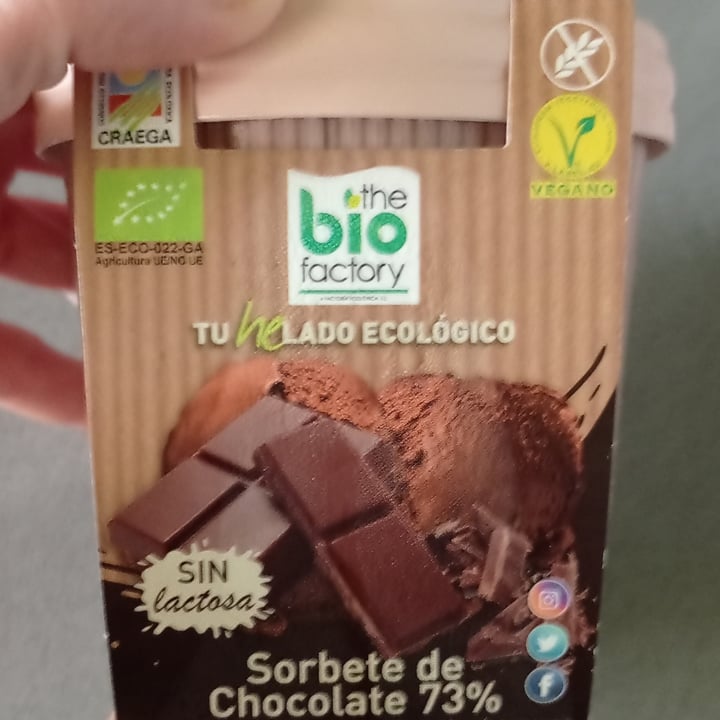 CRAEGA
ES-ECO-022-GA
Agricultura UE/NO UE
VEGANO
the
bio
factory
TU heLADO ECOLÓGICO
SIN
lactosa
Sorbete de
Chocolate 73%